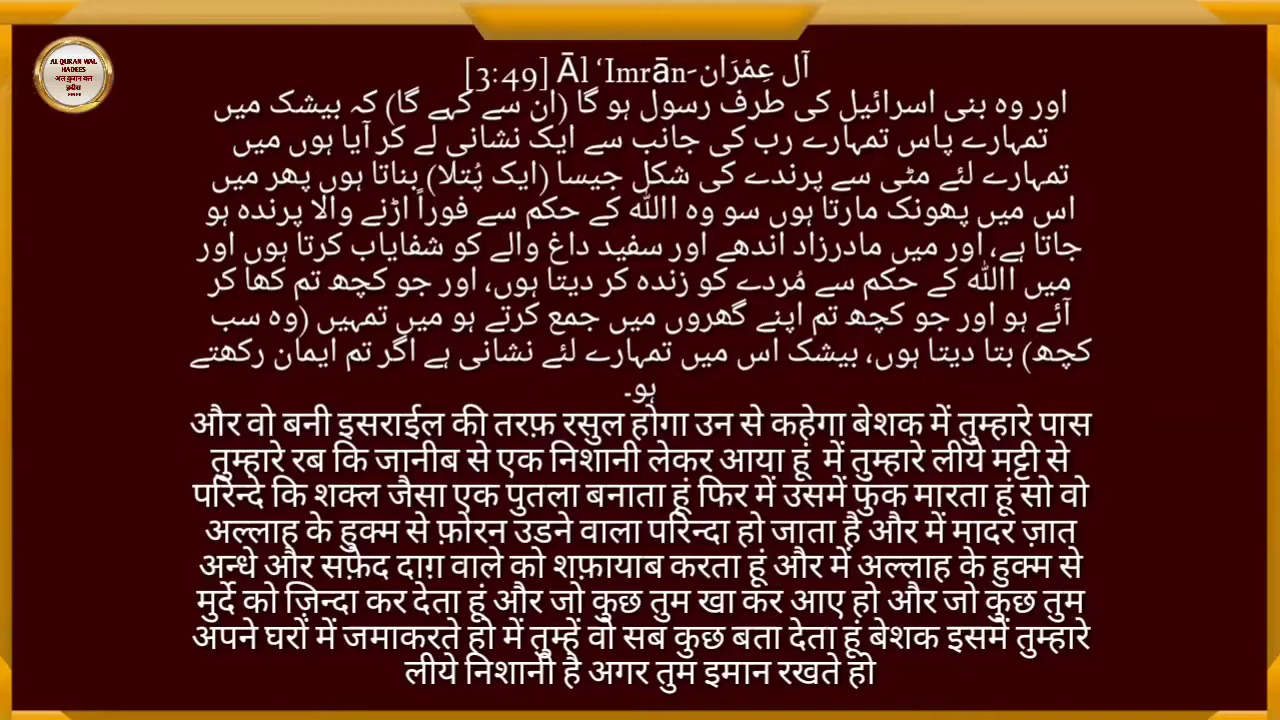 AL QURAN WAL
HADEES
[3:49] Āl ‘Imrān-آل عِمْرَان
اور وہ بنی اسرائیل کی طرف رسول ہو گا (ان سے کہے گا) کہ بیشک میں
تمہارے پاس تمہارے رب کی جانب سے ایک نشانی لے کر آیا ہوں میں
تمہارے لئے مٹی سے پرندے کی شکل جیسا (ایک پُتلا) بناتا ہوں پھر میں
اس میں پھونک مارتا ہوں سو وہ اﷲ کے حکم سے فوراً اڑنے والا پرندہ ہو
جاتا ہے، اور میں مادرزاد اندھے اور سفید داغ والے کو شفایاب کرتا ہوں اور
میں اﷲ کے حکم سے مُردے کو زندہ کر دیتا ہوں، اور جو کچھ تم کھا کر
آئے ہو اور جو کچھ تم اپنے گھروں میں جمع کرتے ہو میں تمہیں (وہ سب
کچھ) بتا دیتا ہوں، بیشک اس میں تمہارے لئے نشانی ہے اگر تم ایمان رکھتے
ہو۔
और वो बनी इसराईल की तरफ़ रसुल होगा उन से कहेगा बेशक में तुम्हारे पास
तुम्हारे रब कि जानीब से एक निशानी लेकर आया हूं में तुम्हारे लीये मट्टी से
परिन्दे कि शक्ल जैसा एक पुतला बनाता हूं फिर में उसमें फुक मारता हूं सो वो
अल्लाह के हुक्म से फ़ोरन उडने वाला परिन्दा हो जाता है और में मादर ज़ात
अन्धे और सफ़ेद दाग़ वाले को शफ़ायाब करता हूं और में अल्लाह के हुक्म से
मुर्दे को ज़िन्दा कर देता हूं और जो कुछ तुम खा कर आए हो और जो कुछ तुम
अपने घरों में जमाकरते हो में तुम्हें वो सब कुछ बता देता हूं बेशक इसमें तुम्हारे
लीये निशानी है अगर तुम इमान रखते हो